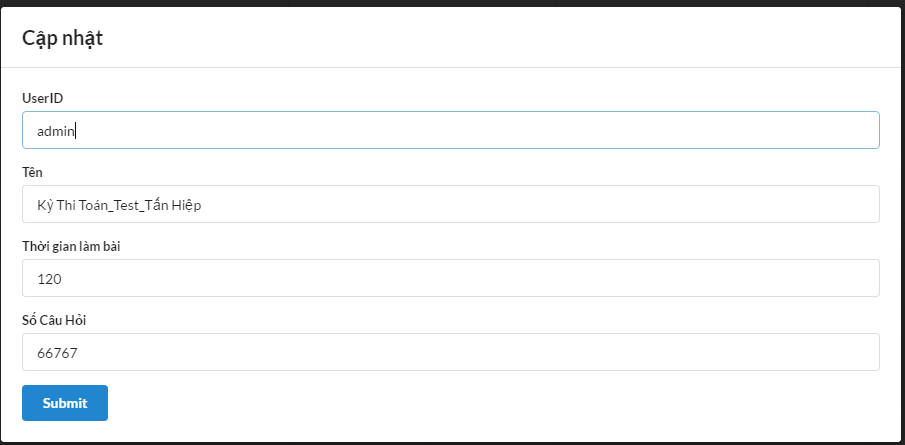 Cập nhật
UserID
admin
Tên
Kỳ Thi Toán_Test_Tấn Hiệp
Thời gian làm bài
120
Số Câu Hỏi
66767
Submit